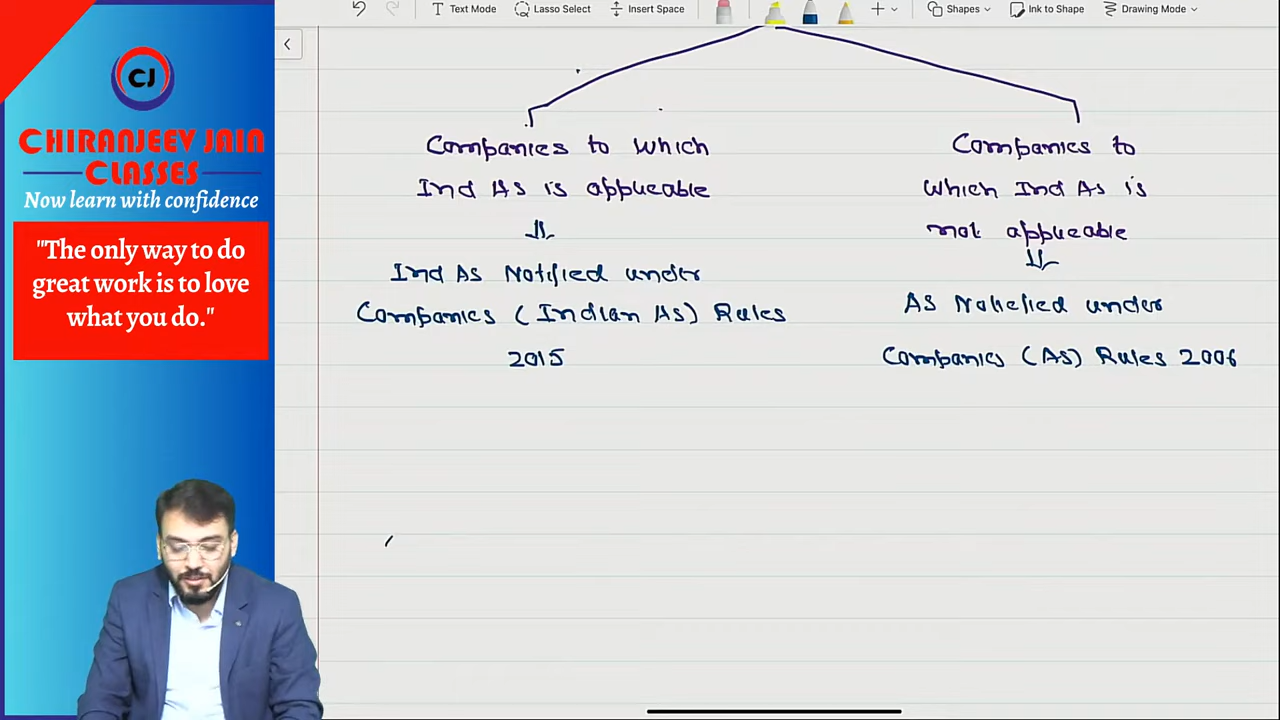 Text Mode
Lasso Select
Insert Space
Shapes
Ink to Shape
Drawing Mode
CJ
CHIRANJEEV JAIN
CLASSES
Now learn with confidence
"The only way to do
great work is to love
what you do."
Companies to which
Ind AS is applicable
Ind AS Notified under
Companies (Indian AS) Rules
2015
Companies to
which Ind AS is
not applicable
AS Notified under
Companies (AS) Rules 2006